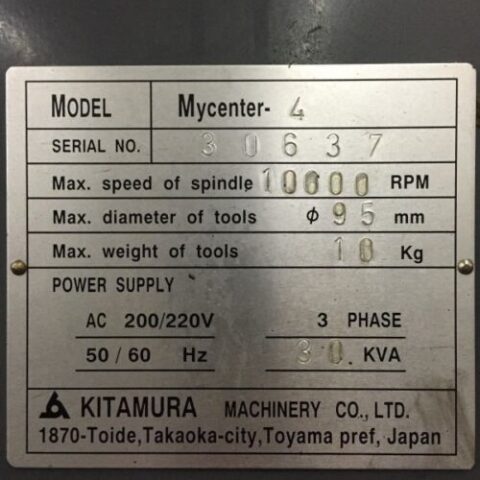 MODEL Mycenter- 4
SERIAL NO. 30637
Max. speed of spindle 10000 RPM
Max. diameter of tools φ 95 mm
Max. weight of tools 10 Kg
POWER SUPPLY
AC 200/220V 3 PHASE
50/60 Hz 30. KVA
KITAMURA MACHINERY CO., LTD.
1870-Toide,Takaoka-city,Toyama pref, Japan